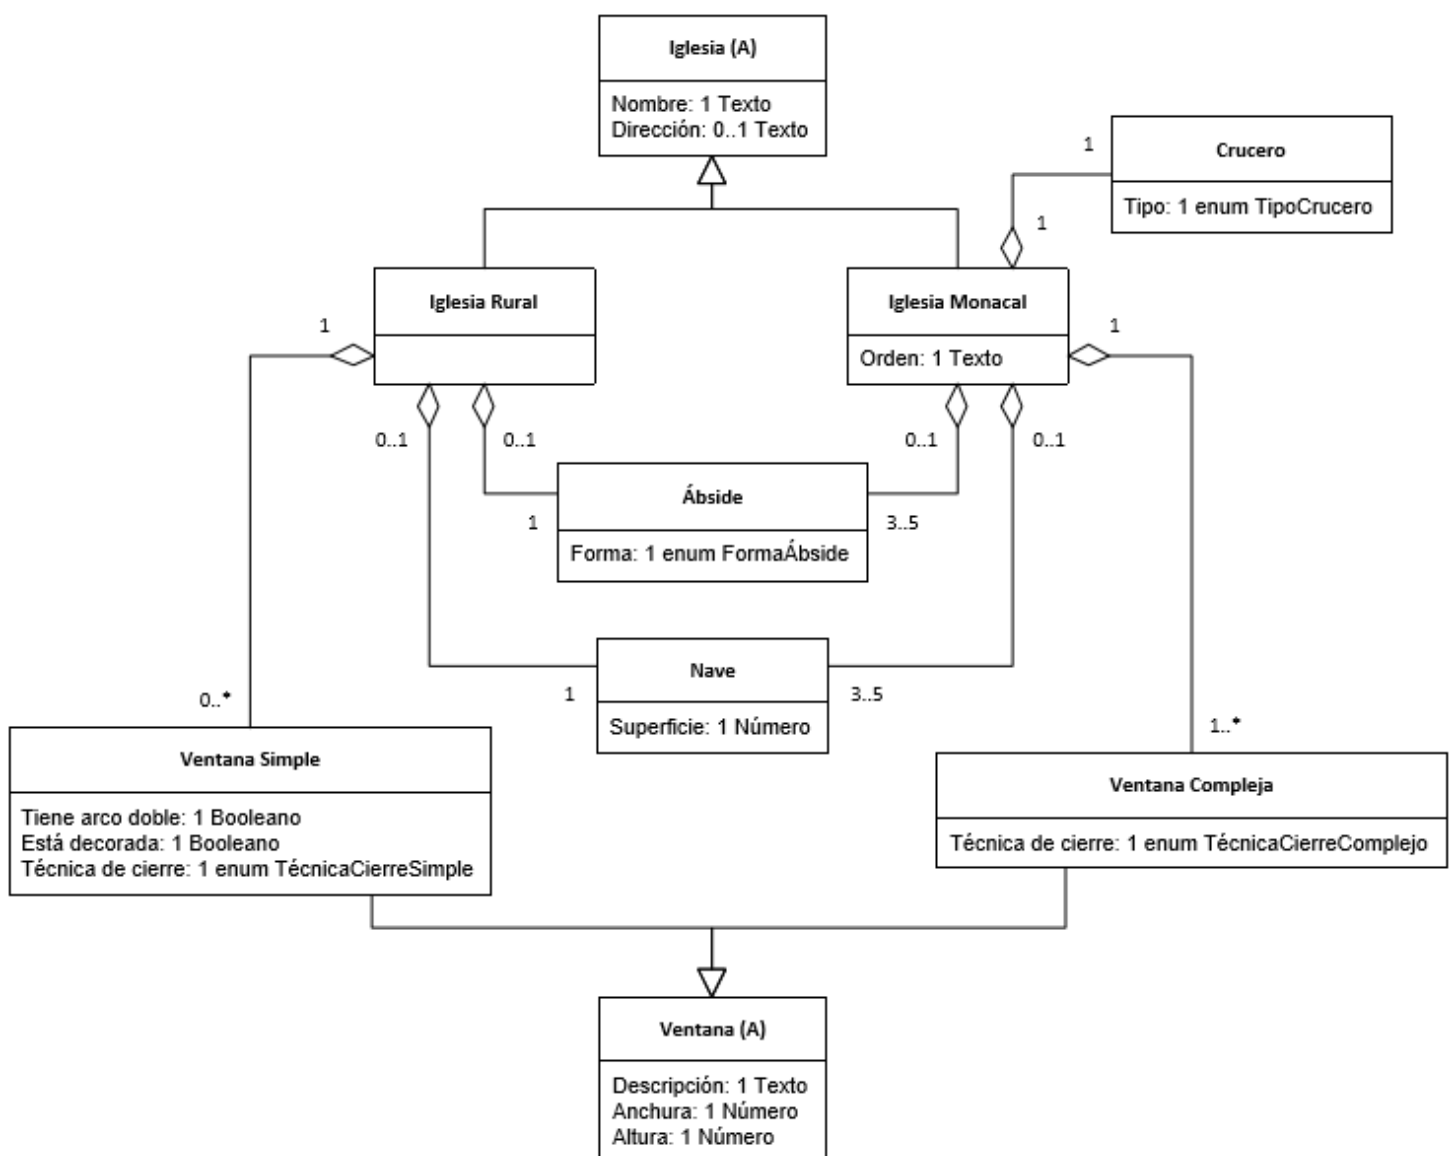 Iglesia (A)
Nombre: 1 Texto
Dirección: 0..1 Texto
1
Crucero
Tipo: 1 enum TipoCrucero
1
Iglesia Rural
Iglesia Monacal
Orden: 1 Texto
1
1
0..1
0..1
0..1
0..1
Ábside
Forma: 1 enum FormaÁbside
1
3..5
Nave
Superficie: 1 Número
1
3..5
0..*
1..*
Ventana Simple
Tiene arco doble: 1 Booleano
Está decorada: 1 Booleano
Técnica de cierre: 1 enum TécnicaCierreSimple
Ventana Compleja
Técnica de cierre: 1 enum TécnicaCierreComplejo
Ventana (A)
Descripción: 1 Texto
Anchura: 1 Número
Altura: 1 Número